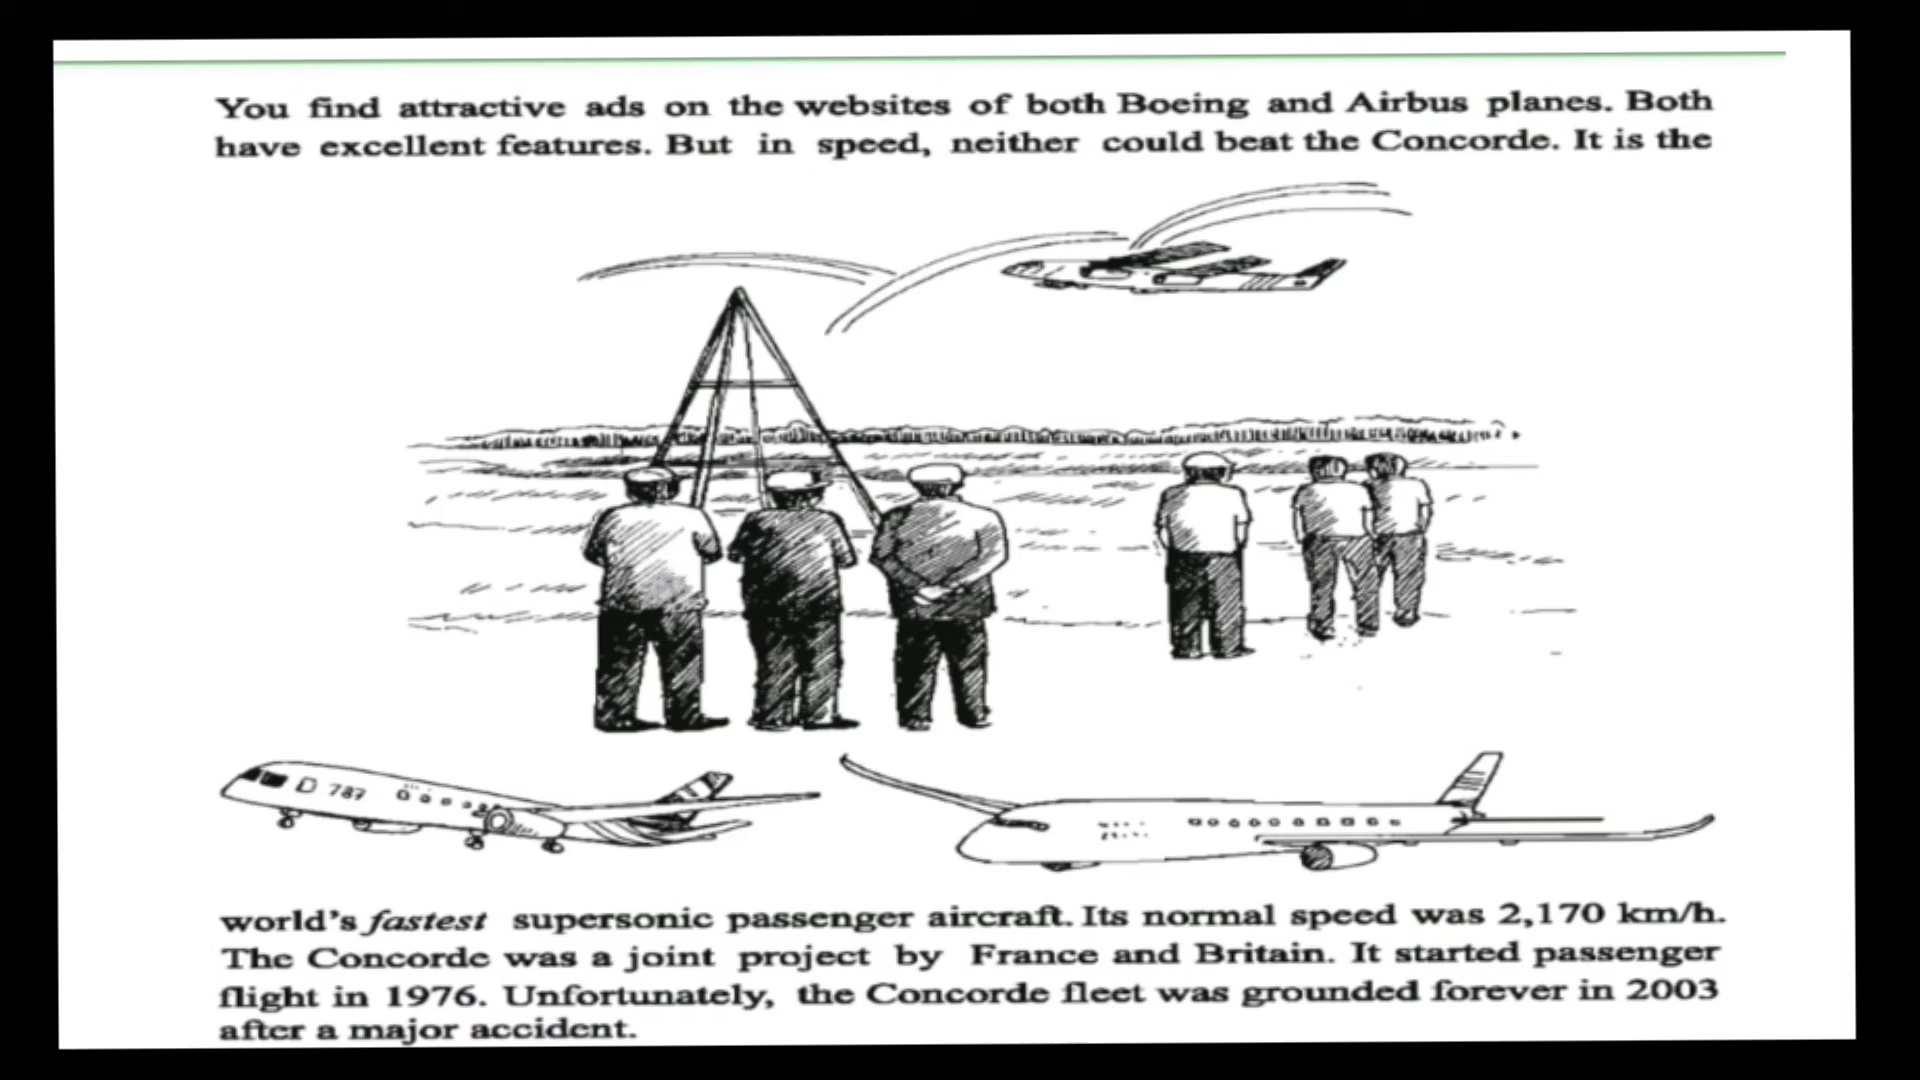 You find attractive ads on the websites of both Boeing and Airbus planes. Both
have excellent features. But in speed, neither could beat the Concorde. It is the
787
world's fastest supersonic passenger aircraft. Its normal speed was 2,170 km/h.
The Concorde was a joint project by France and Britain. It started passenger
flight in 1976. Unfortunately, the Concorde fleet was grounded forever in 2003
after a major accident.